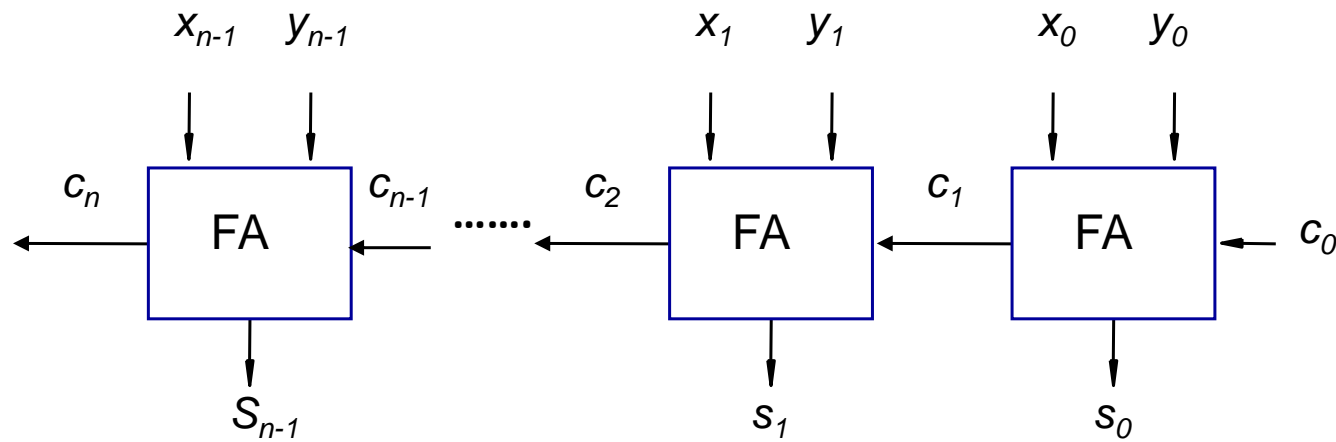 xₙ₋₁ yₙ₋₁ x₁ y₁ x₀ y₀
cₙ cₙ₋₁ ....... c₂ c₁
FA FA FA c₀
Sₙ₋₁ s₁ s₀